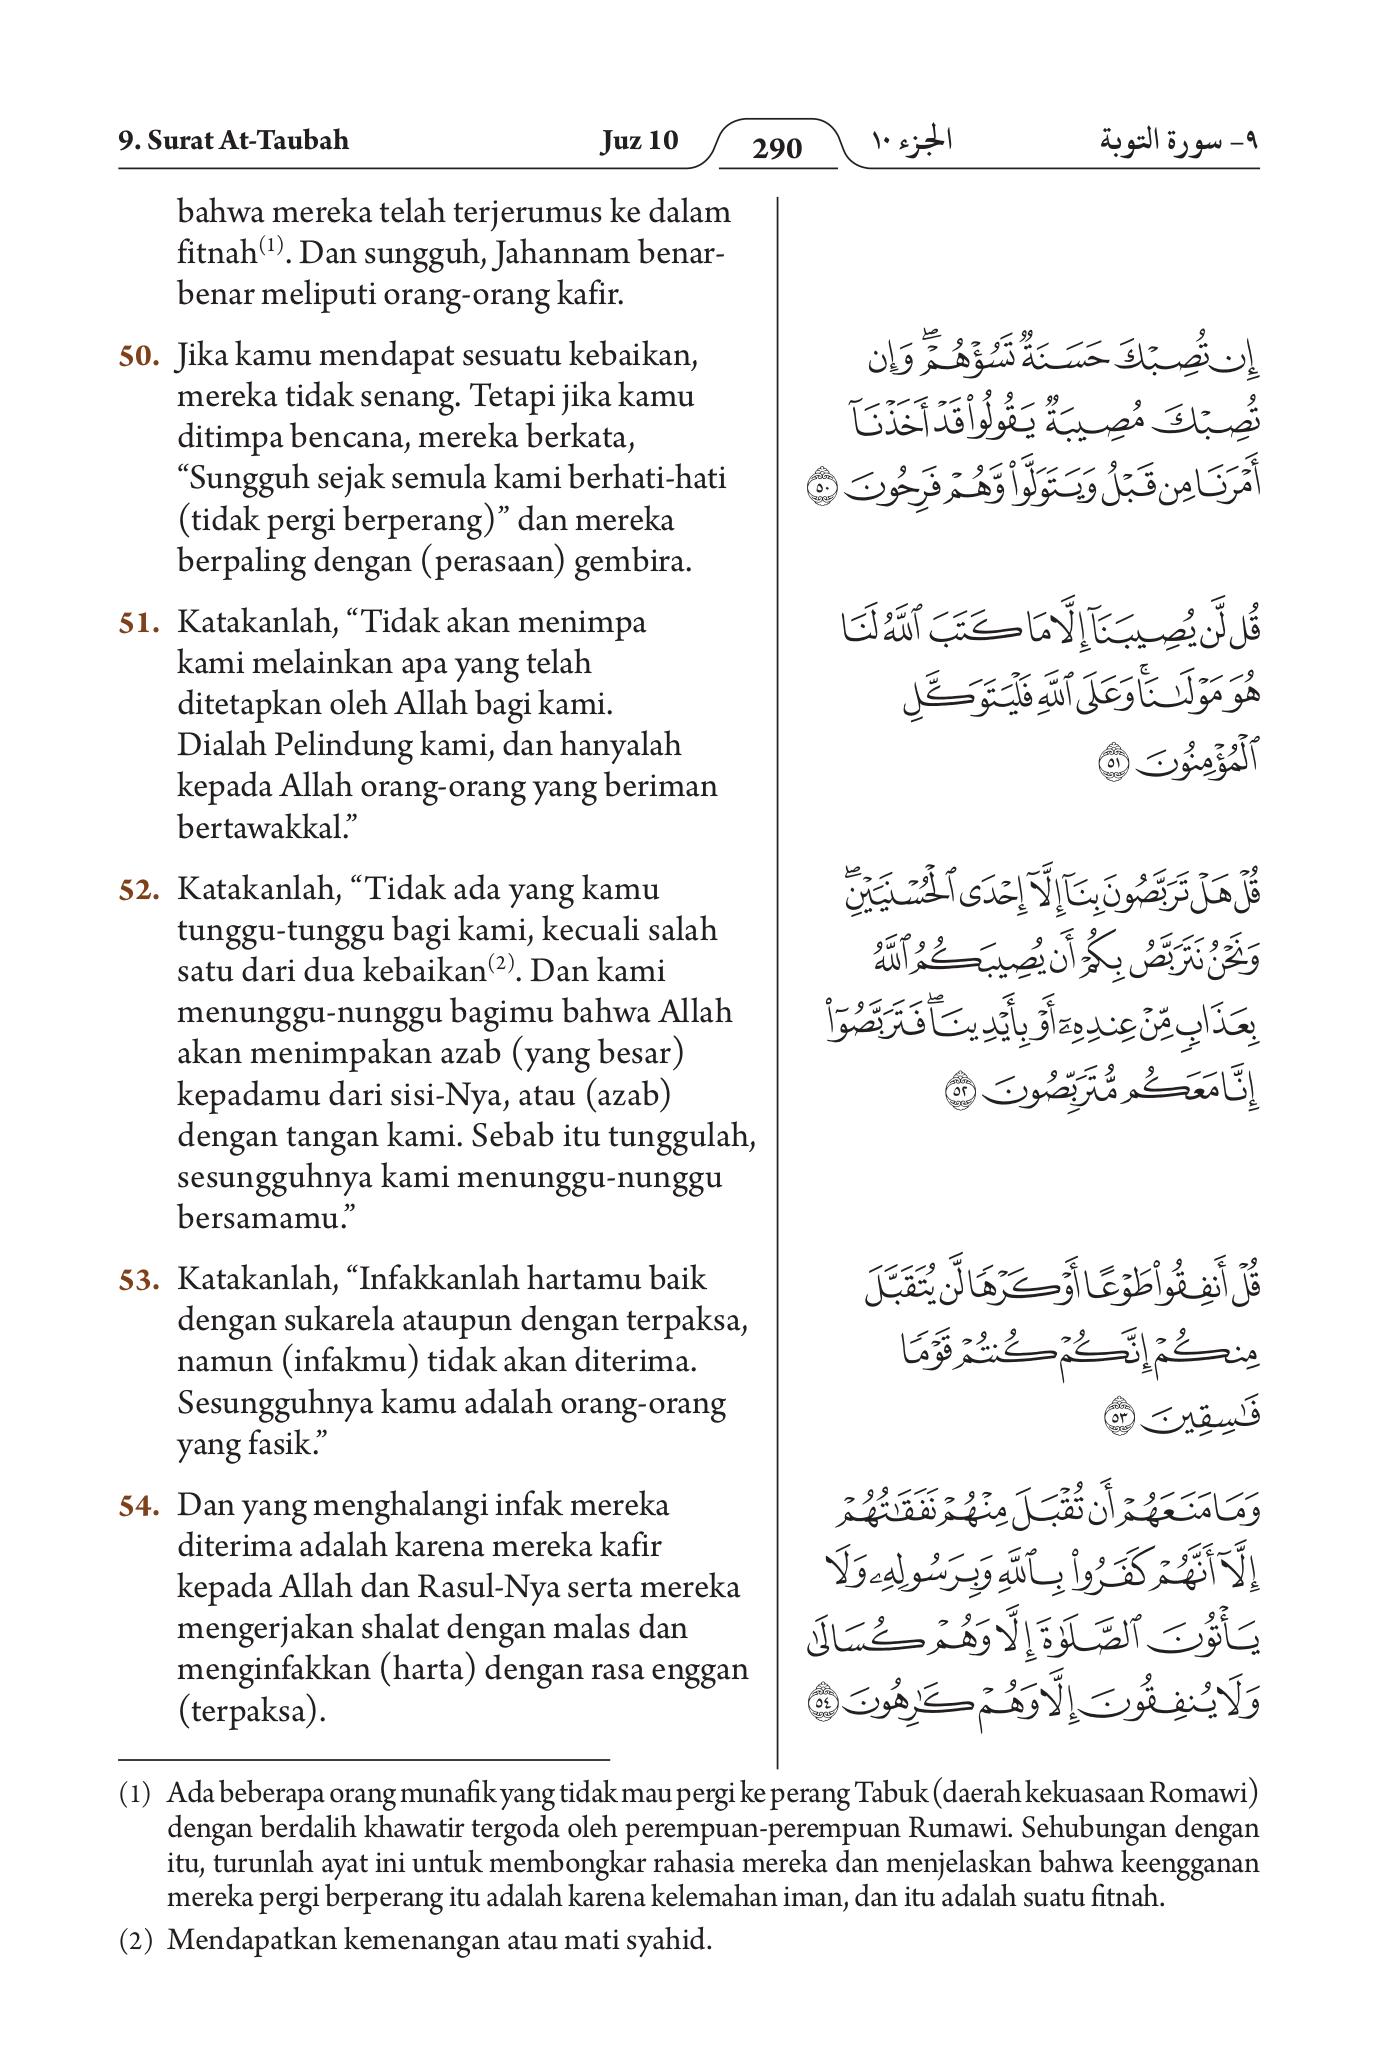 9. Surat At-Taubah
Juz 10
290
الجزء ١٠
٩- سورة التوبة
bahwa mereka telah terjerumus ke dalam
fitnah(1). Dan sungguh, Jahannam benar-
benar meliputi orang-orang kafir.
50. Jika kamu mendapat sesuatu kebaikan,
mereka tidak senang. Tetapi jika kamu
ditimpa bencana, mereka berkata,
“Sungguh sejak semula kami berhati-hati
(tidak pergi berperang)” dan mereka
berpaling dengan (perasaan) gembira.
إِن تُصِبْكَ حَسَنَةٌ تَسُؤْهُمْ ۖ وَإِن
تُصِبْكَ مُصِيبَةٌ يَقُولُوا۟ قَدْ أَخَذْنَآ
أَمْرَنَا مِن قَبْلُ وَيَتَوَلَّوا۟ وَّهُمْ فَرِحُونَ ٥٠
51. Katakanlah, “Tidak akan menimpa
kami melainkan apa yang telah
ditetapkan oleh Allah bagi kami.
Dialah Pelindung kami, dan hanyalah
kepada Allah orang-orang yang beriman
bertawakkal.”
قُل لَّن يُصِيبَنَآ إِلَّا مَا كَتَبَ ٱللَّهُ لَنَا
هُوَ مَوْلَىٰنَا ۚ وَعَلَى ٱللَّهِ فَلْيَتَوَكَّلِ
ٱلْمُؤْمِنُونَ ٥١
52. Katakanlah, “Tidak ada yang kamu
tunggu-tunggu bagi kami, kecuali salah
satu dari dua kebaikan(2). Dan kami
menunggu-nunggu bagimu bahwa Allah
akan menimpakan azab (yang besar)
kepadamu dari sisi-Nya, atau (azab)
dengan tangan kami. Sebab itu tunggulah,
sesungguhnya kami menunggu-nunggu
bersamamu.”
قُلْ هَلْ تَرَبَّصُونَ بِنَآ إِلَّآ إِحْدَى ٱلْحُسْنَيَيْنِ ۖ
وَنَحْنُ نَتَرَبَّصُ بِكُمْ أَن يُصِيبَكُمُ ٱللَّهُ
بِعَذَابٍ مِّنْ عِندِهِۦٓ أَوْ بِأَيْدِينَا ۖ فَتَرَبَّصُوٓا۟
إِنَّا مَعَكُم مُّتَرَبِّصُونَ ٥٢
53. Katakanlah, “Infakkanlah hartamu baik
dengan sukarela ataupun dengan terpaksa,
namun (infakmu) tidak akan diterima.
Sesungguhnya kamu adalah orang-orang
yang fasik.”
قُلْ أَنفِقُوا۟ طَوْعًا أَوْ كَرْهًا لَّن يُتَقَبَّلَ
مِنكُمْ إِنَّكُمْ كُنتُمْ قَوْمًا
فَٰسِقِينَ ٥٣
54. Dan yang menghalangi infak mereka
diterima adalah karena mereka kafir
kepada Allah dan Rasul-Nya serta mereka
mengerjakan shalat dengan malas dan
menginfakkan (harta) dengan rasa enggan
(terpaksa).
وَمَا مَنَعَهُمْ أَن تُقْبَلَ مِنْهُمْ نَفَقَٰتُهُمْ
إِلَّآ أَنَّهُمْ كَفَرُوا۟ بِٱللَّهِ وَبِرَسُولِهِۦ وَلَا
يَأْتُونَ ٱلصَّلَوٰةَ إِلَّا وَهُمْ كُسَالَىٰ
وَلَا يُنفِقُونَ إِلَّا وَهُمْ كَٰرِهُونَ ٥٤
(1) Ada beberapa orang munafik yang tidak mau pergi ke perang Tabuk (daerah kekuasaan Romawi)
dengan berdalih khawatir tergoda oleh perempuan-perempuan Rumawi. Sehubungan dengan
itu, turunlah ayat ini untuk membongkar rahasia mereka dan menjelaskan bahwa keengganan
mereka pergi berperang itu adalah karena kelemahan iman, dan itu adalah suatu fitnah.
(2) Mendapatkan kemenangan atau mati syahid.